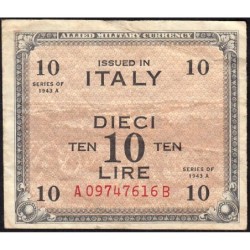 ALLIED MILITARY CURRENCY
10 ISSUED IN 10
ITALY
SERIES OF 1943 A SERIES OF 1943 A
DIECI
TEN 10 TEN
LIRE
10 10
A 09747616 B